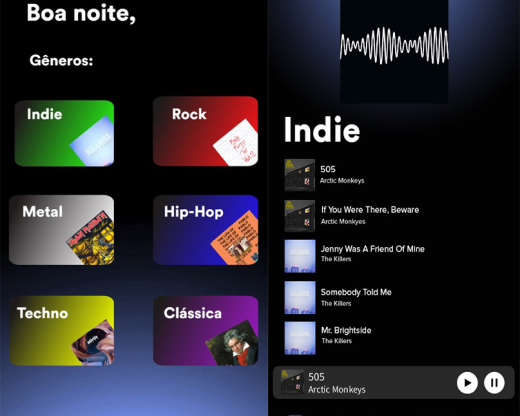 Boa noite,
Gêneros:
Indie
Rock
Metal
Hip-Hop
Techno
Clássica
Indie
505
Arctic Monkeys
If You Were There, Beware
Arctic Monkyes
Jenny Was A Friend Of Mine
The Killers
Somebody Told Me
The Killers
Mr. Brightside
The Killers
505
Arctic Monkeys